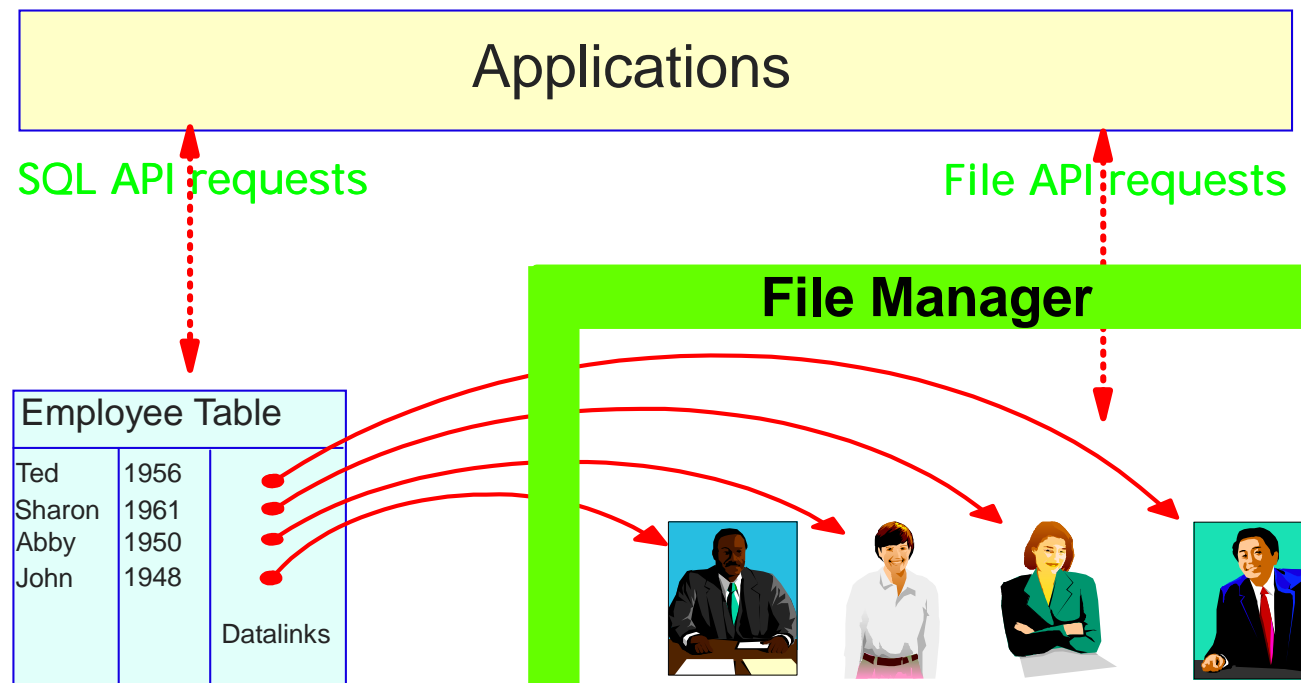 Applications
SQL API requests
File API requests
File Manager
Employee Table
Ted 1956
Sharon 1961
Abby 1950
John 1948
Datalinks